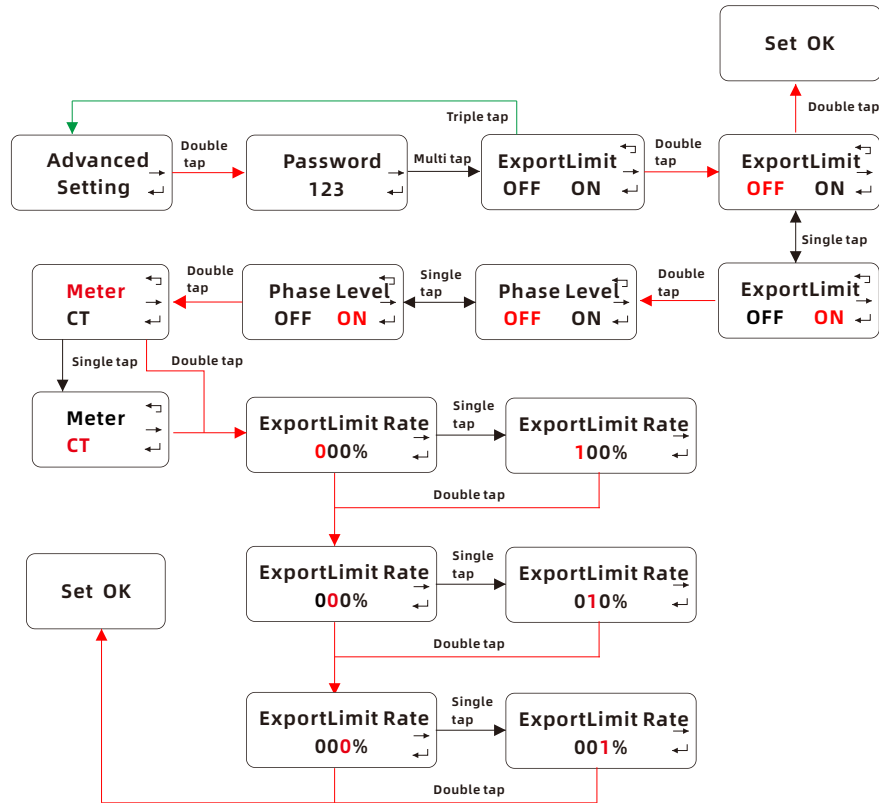 Set OK
Double tap
Triple tap
Advanced
Setting
Double
tap
Password
123
Multi tap
ExportLimit
OFF ON
Double
tap
ExportLimit
OFF ON
Single tap
Meter
CT
Double
tap
Phase Level
OFF ON
Single
tap
Phase Level
OFF ON
Double
tap
ExportLimit
OFF ON
Single tap
Double tap
Meter
CT
ExportLimit Rate
000%
Single
tap
ExportLimit Rate
100%
Double tap
Set OK
ExportLimit Rate
000%
Single
tap
ExportLimit Rate
010%
Double tap
ExportLimit Rate
000%
Single
tap
ExportLimit Rate
001%
Double tap